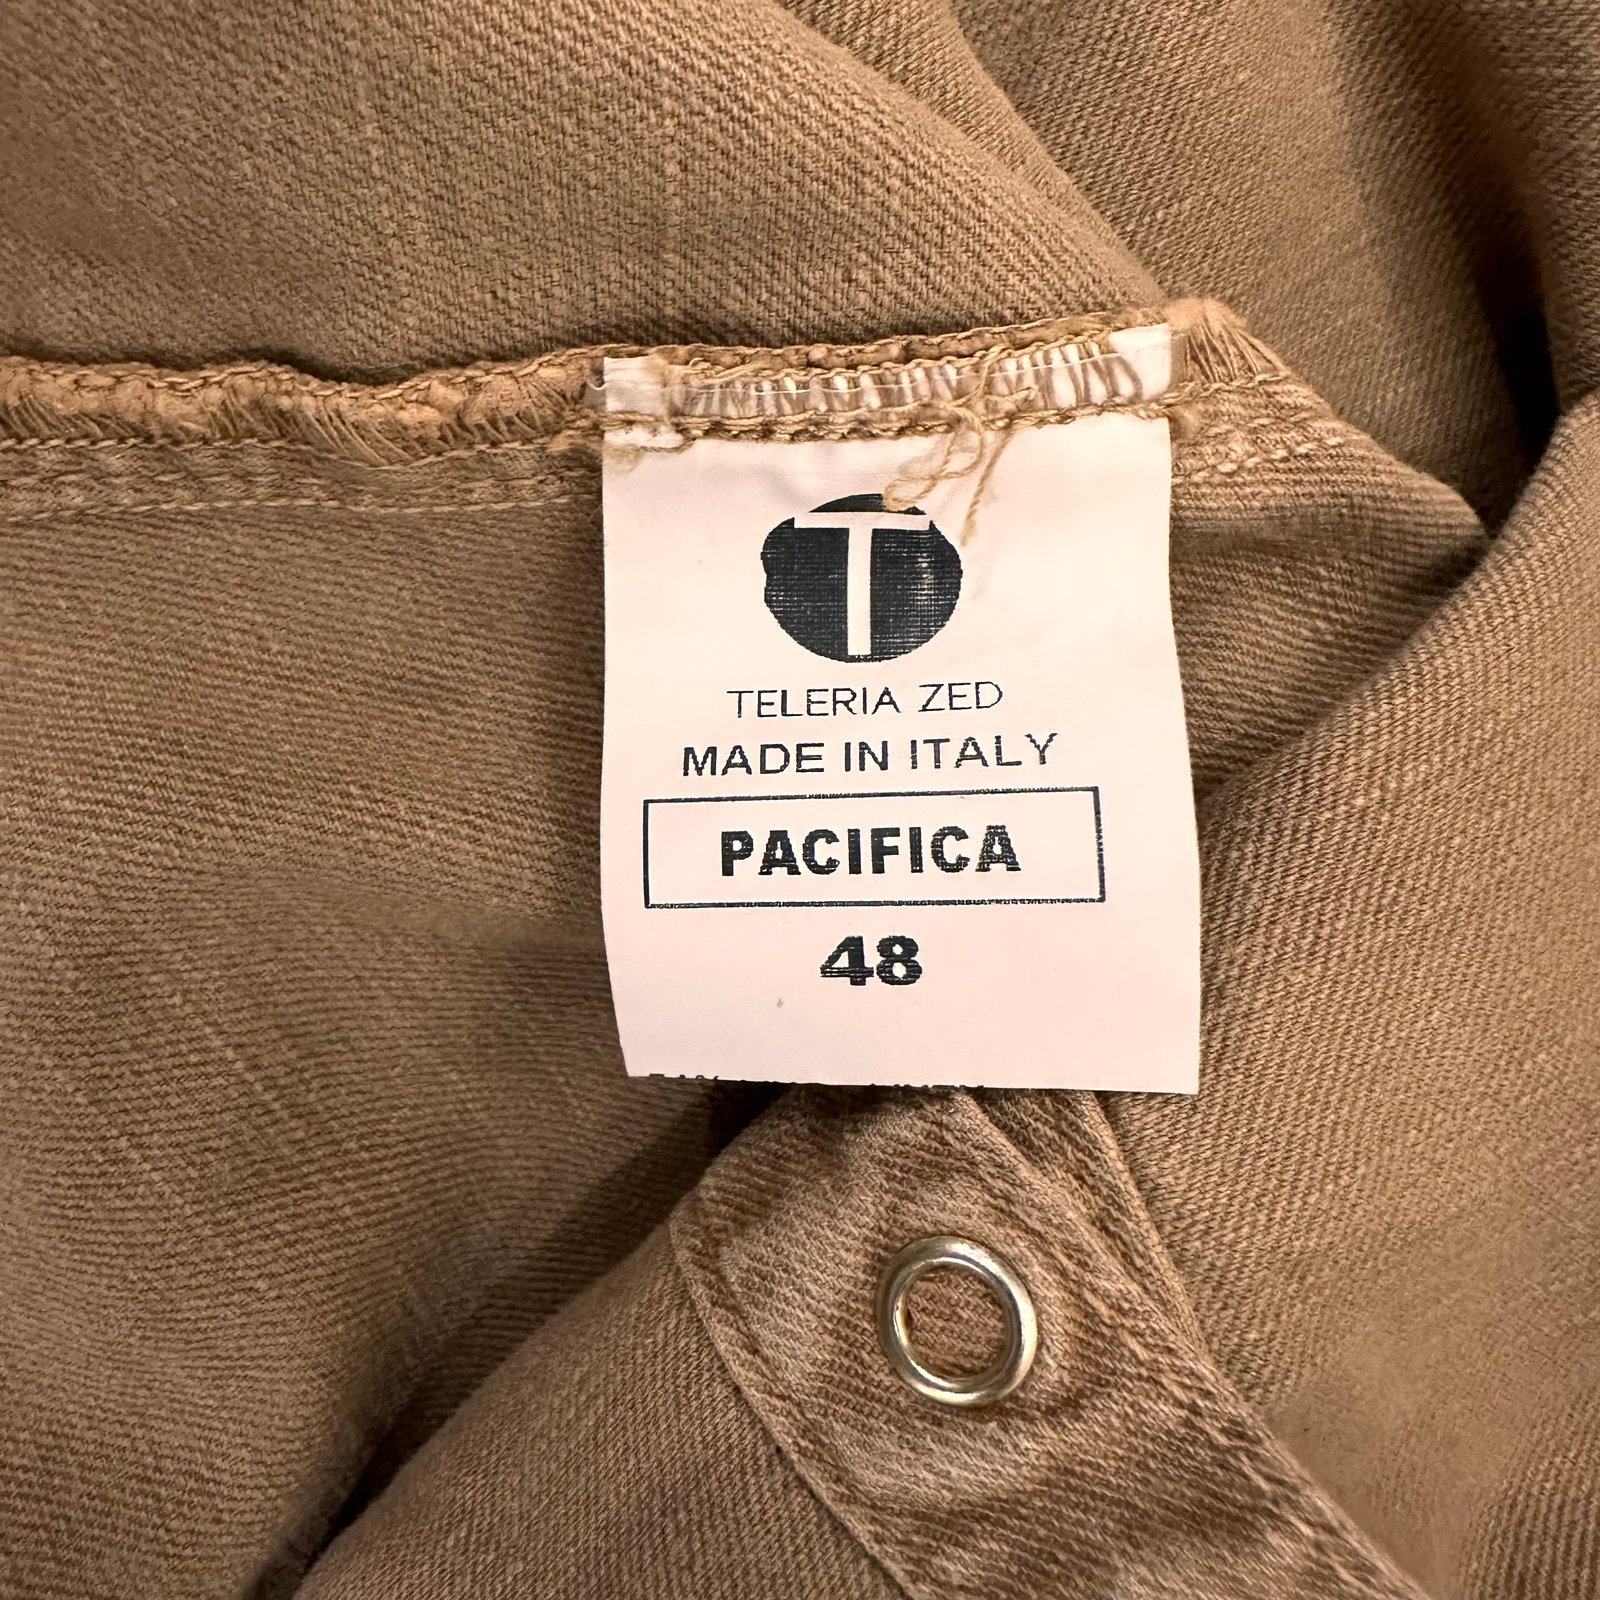 T
TELERIA ZED
MADE IN ITALY
PACIFICA
48